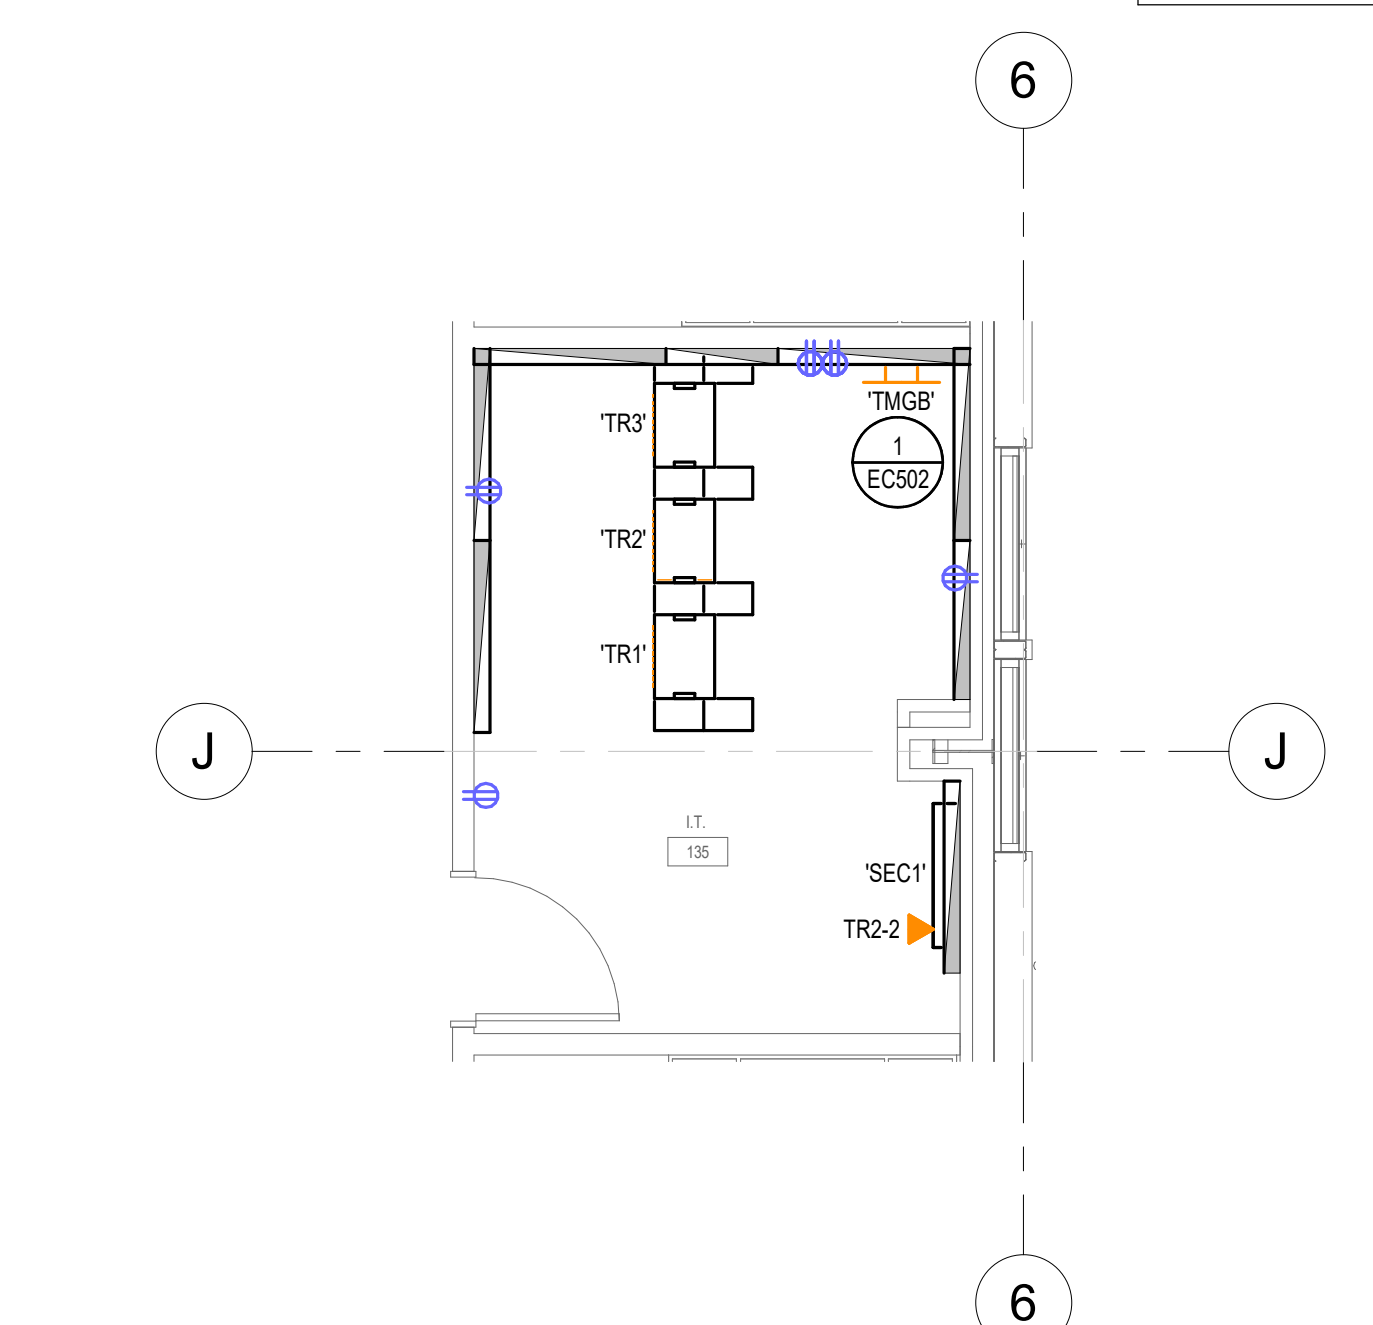 6
'TMGB'
'TR3'
1
EC502
'TR2'
'TR1'
J
J
I.T.
135
'SEC1'
TR2-2
6